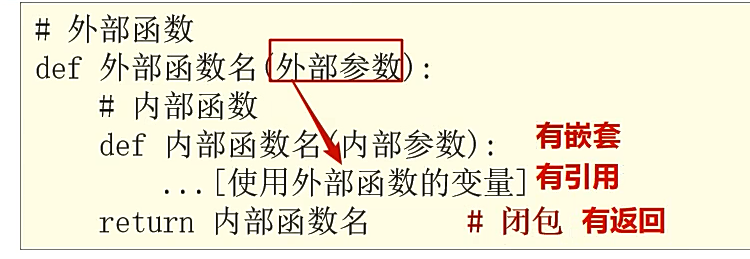 # 外部函数
def 外部函数名(外部参数):
    # 内部函数
    def 内部函数名(内部参数): 有嵌套
        ...[使用外部函数的变量] 有引用
    return 内部函数名 # 闭包 有返回